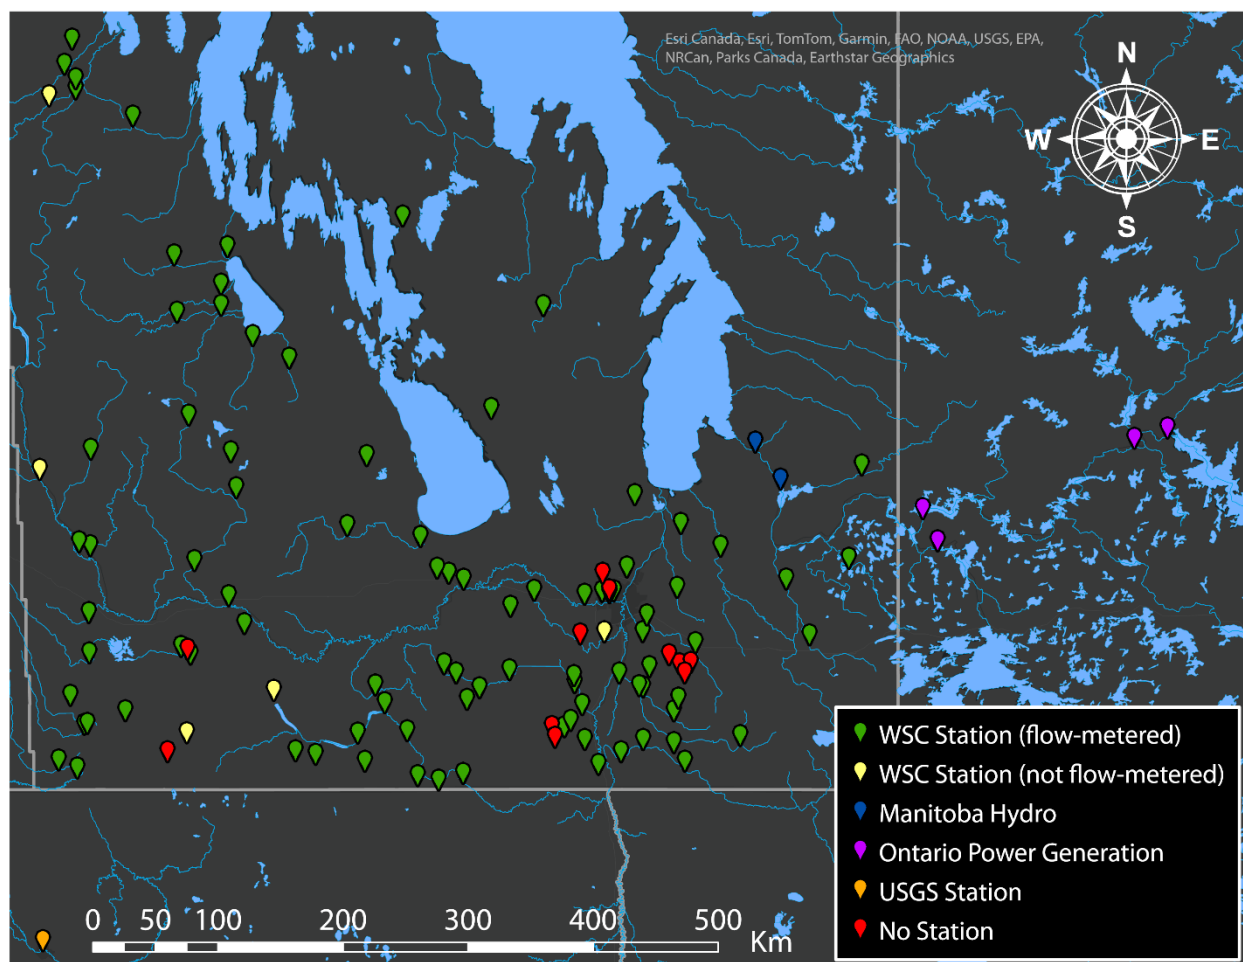 Esri Canada, Esri, TomTom, Garmin, FAO, NOAA, USGS, EPA,
NRCan, Parks Canada, Earthstar Geographics
N
W E
S
WSC Station (flow-metered)
WSC Station (not flow-metered)
Manitoba Hydro
Ontario Power Generation
USGS Station
No Station
0 50 100 200 300 400 500
Km